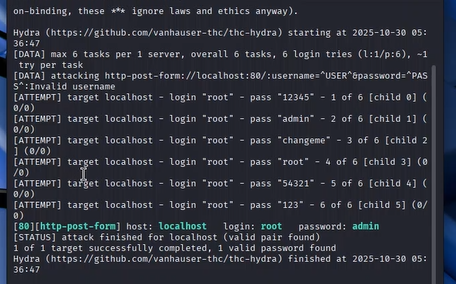 on-binding, these *** ignore laws and ethics anyway).
Hydra (https://github.com/vanhauser-thc/thc-hydra) starting at 2025-10-30 05:
36:47
[DATA] max 6 tasks per 1 server, overall 6 tasks, 6 login tries (l:1/p:6), ~1
 try per task
[DATA] attacking http-post-form://localhost:80/:username=^USER^&password=^PAS
S^:Invalid username
[ATTEMPT] target localhost - login "root" - pass "12345" - 1 of 6 [child 0] (
0/0)
[ATTEMPT] target localhost - login "root" - pass "admin" - 2 of 6 [child 1] (
0/0)
[ATTEMPT] target localhost - login "root" - pass "changeme" - 3 of 6 [child 2
] (0/0)
[ATTEMPT] target localhost - login "root" - pass "root" - 4 of 6 [child 3] (0
/0)
[ATTEMPT] target localhost - login "root" - pass "54321" - 5 of 6 [child 4] (
0/0)
[ATTEMPT] target localhost - login "root" - pass "123" - 6 of 6 [child 5] (0/
0)
[80][http-post-form] host: localhost   login: root   password: admin
[STATUS] attack finished for localhost (valid pair found)
1 of 1 target successfully completed, 1 valid password found
Hydra (https://github.com/vanhauser-thc/thc-hydra) finished at 2025-10-30 05:
36:47